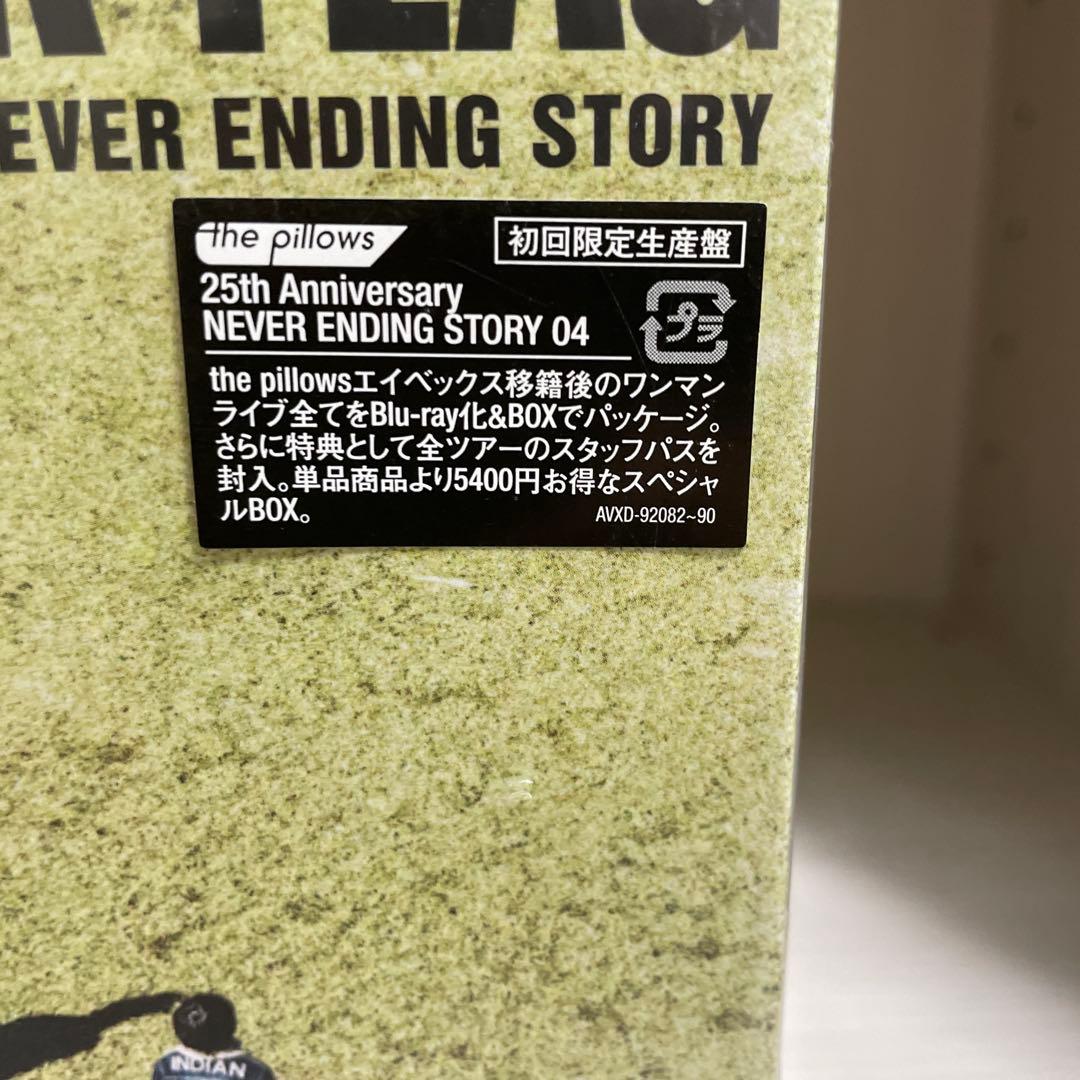 EVER ENDING STORY
the pillows
初回限定生産盤
25th Anniversary
NEVER ENDING STORY 04
プラ
the pillowsエイベックス移籍後のワンマン
ライブ全てをBlu-ray化&BOXでパッケージ。
さらに特典として全ツアーのスタッフパスを
封入。単品商品より5400円お得なスペシャ
ルBOX。
AVXD-92082~90
INDIAN